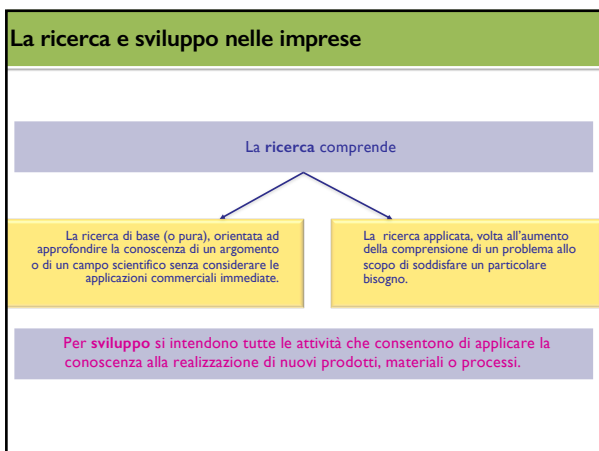 La ricerca e sviluppo nelle imprese
La ricerca comprende
La ricerca di base (o pura), orientata ad
approfondire la conoscenza di un argomento
o di un campo scientifico senza considerare le
applicazioni commerciali immediate.
La ricerca applicata, volta all'aumento
della comprensione di un problema allo
scopo di soddisfare un particolare
bisogno.
Per sviluppo si intendono tutte le attività che consentono di applicare la
conoscenza alla realizzazione di nuovi prodotti, materiali o processi.